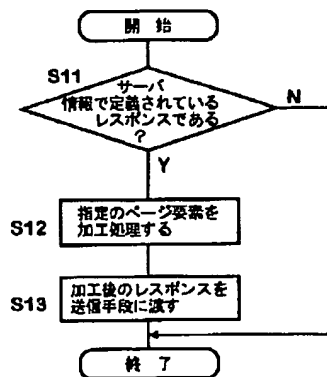 開 始
S11
サーバ
情報で定義されている
レスポンスである
?
N
Y
S12
指定のページ要素を
加工処理する
S13
加工後のレスポンスを
送信手段に渡す
終 了